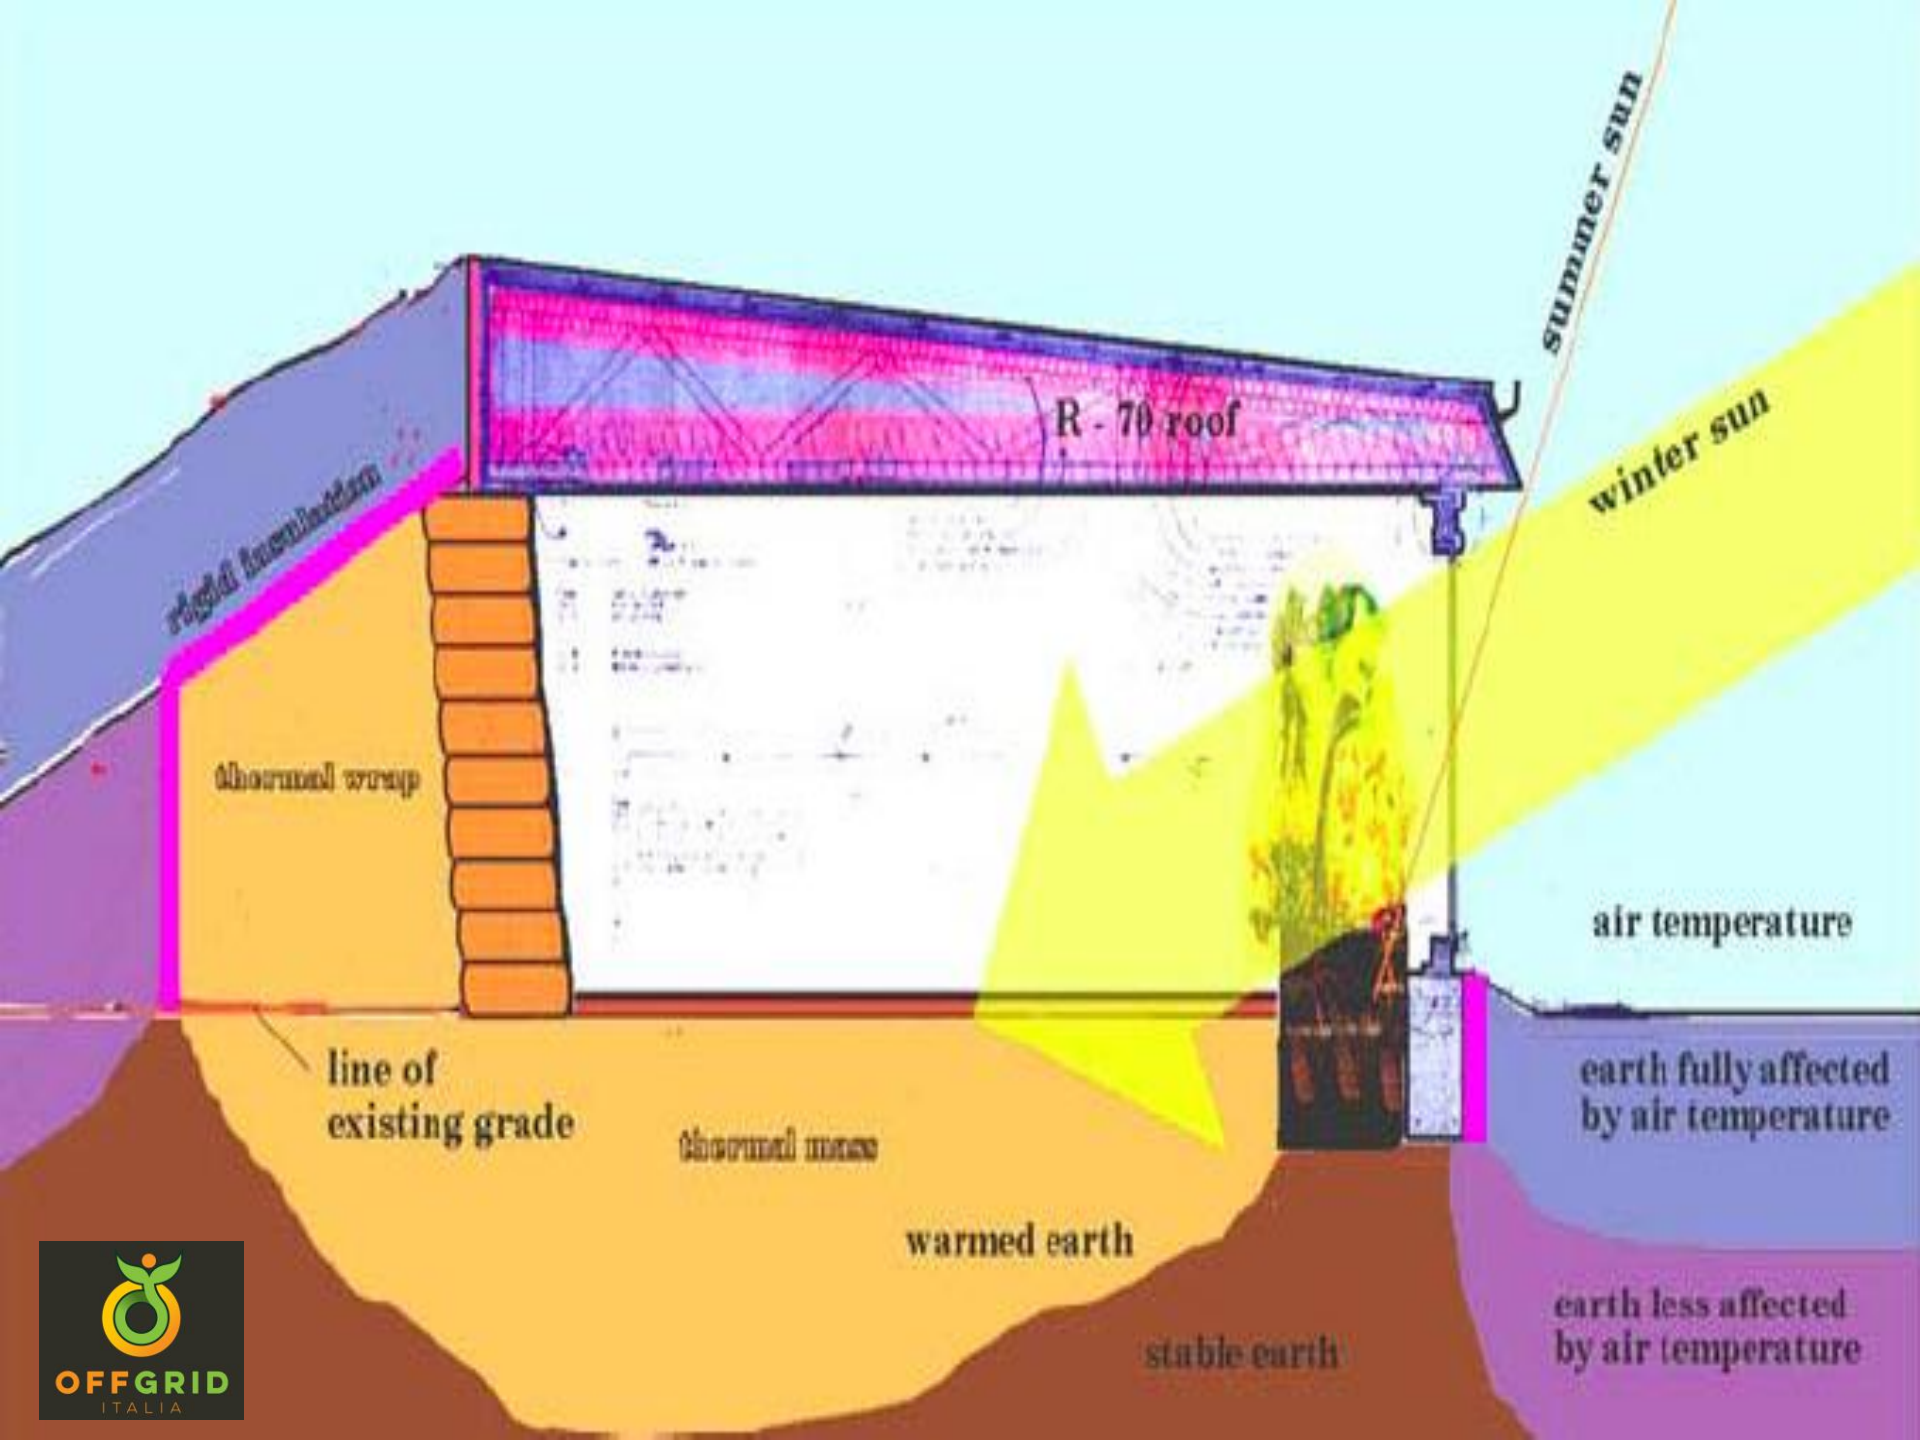 summer sun
winter sun
R - 70 roof
rigid insulation
thermal wrap
air temperature
line of
existing grade
earth fully affected
by air temperature
thermal mass
warmed earth
stable earth
earth less affected
by air temperature
OFFGRID
ITALIA